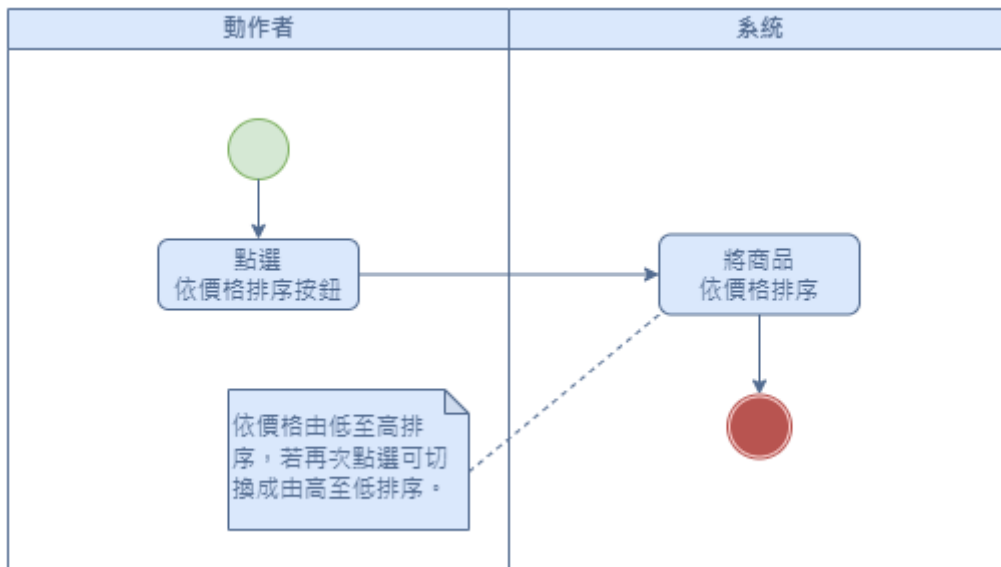 動作者
系統
點選
依價格排序按鈕
將商品
依價格排序
依價格由低至高排
序，若再次點選可切
換成由高至低排序。